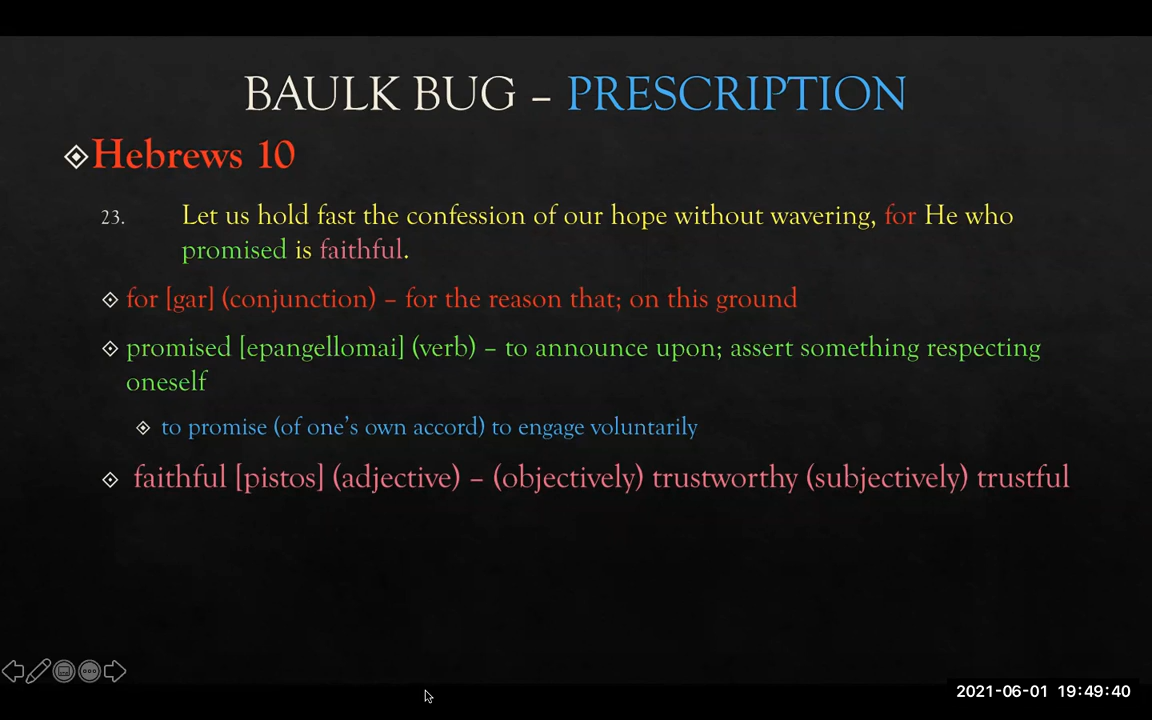 BAULK BUG – PRESCRIPTION
Hebrews 10
23. Let us hold fast the confession of our hope without wavering, for He who
promised is faithful.
for [gar] (conjunction) – for the reason that; on this ground
promised [epangellomai] (verb) – to announce upon; assert something respecting
oneself
to promise (of one's own accord) to engage voluntarily
faithful [pistos] (adjective) – (objectively) trustworthy (subjectively) trustful
2021-06-01 19:49:40